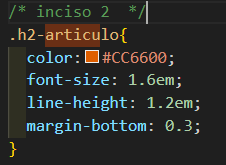 /* inciso 2  */
.h2-articulo{
color:#CC6600;
font-size: 1.6em;
line-height: 1.2em;
margin-bottom: 0.3;
}